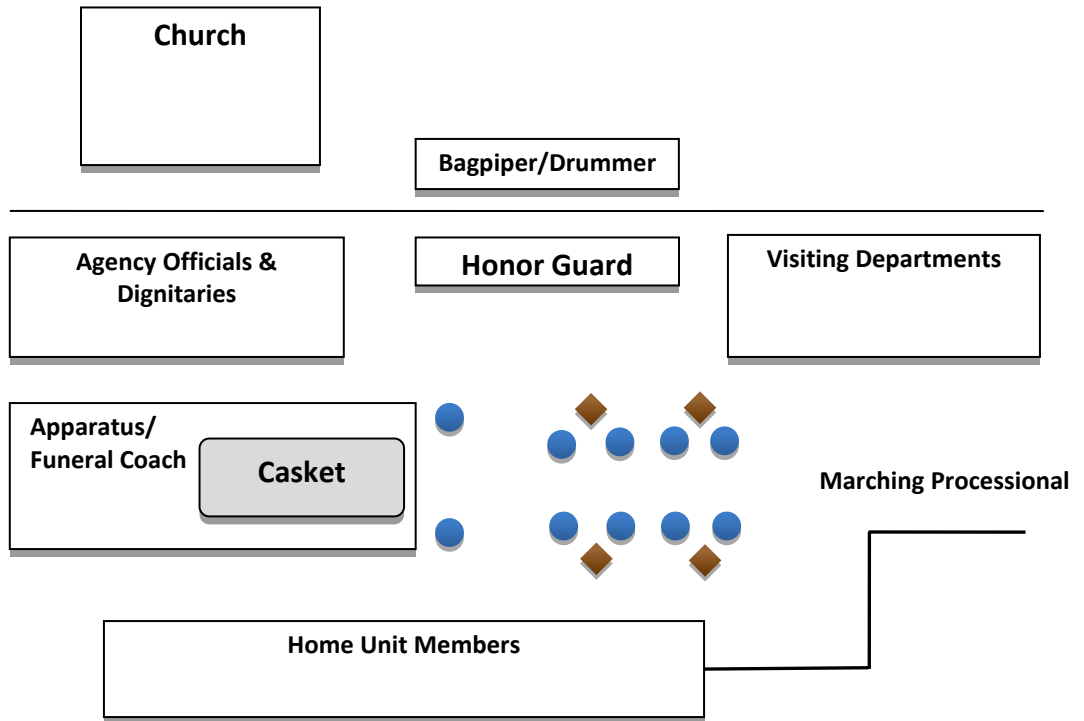 Church
Bagpiper/Drummer
Agency Officials &
Dignitaries
Honor Guard
Visiting Departments
Apparatus/
Funeral Coach
Casket
Marching Processional
Home Unit Members